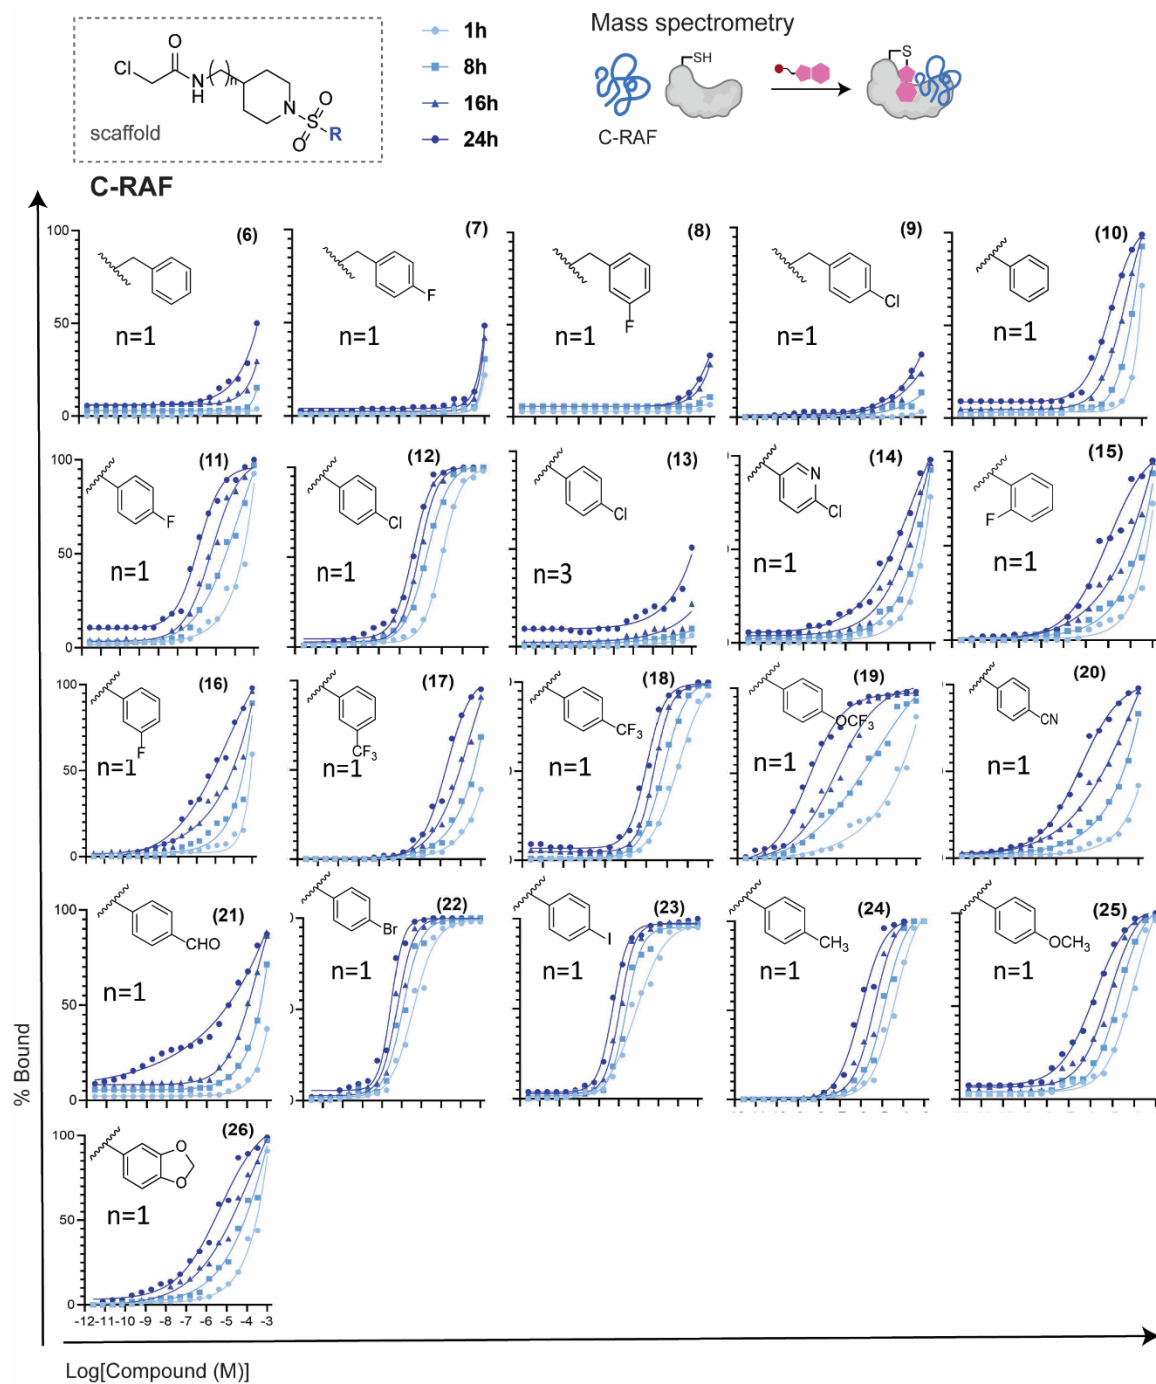 Mass spectrometry
O
Cl
N
H
n
N
O
S
O
R
scaffold
1h
8h
16h
24h
SH
S
C-RAF
C-RAF
(6)
(7)
(8)
(9)
(10)
100
50
0
F
F
Cl
n=1
n=1
n=1
n=1
n=1
(11)
(12)
(13)
(14)
(15)
100
50
0
F
Cl
Cl
N
Cl
F
n=1
n=1
n=3
n=1
n=1
(16)
(17)
(18)
(19)
(20)
100
50
0
F
CF3
CF3
OCF3
CN
n=1
n=1
n=1
n=1
n=1
(21)
(22)
(23)
(24)
(25)
100
50
0
CHO
Br
I
CH3
OCH3
n=1
n=1
n=1
n=1
n=1
(26)
100
50
0
O
O
n=1
-12 -11 -10 -9 -8 -7 -6 -5 -4 -3
% Bound
Log[Compound (M)]